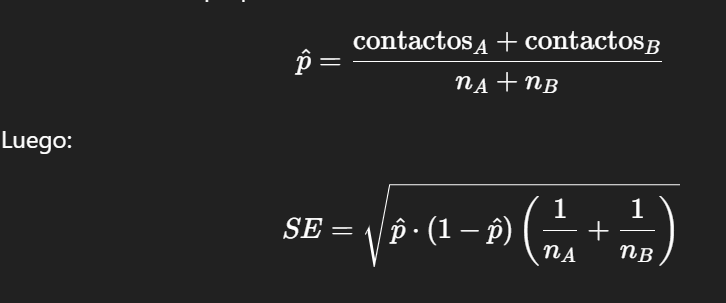 p̂ = (contactos_A + contactos_B) / (n_A + n_B)
Luego:
SE = √(p̂ · (1 − p̂) (1/n_A + 1/n_B))